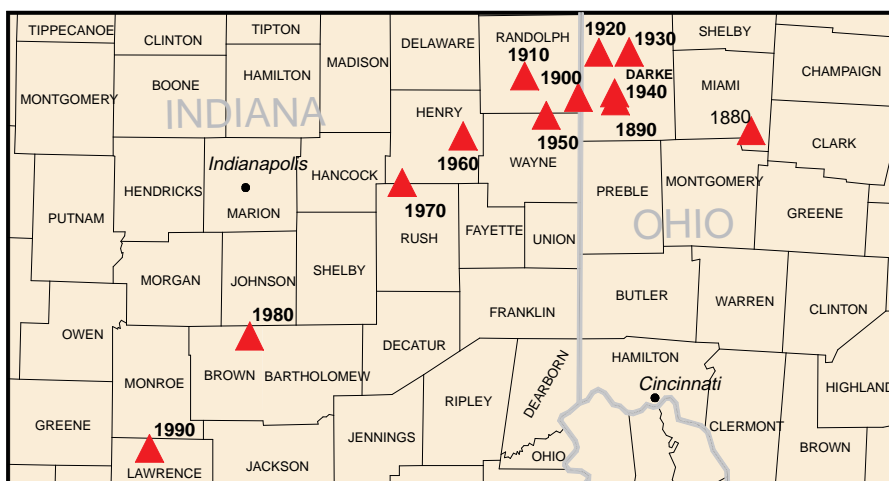 TIPPECANOE
CLINTON
TIPTON
MADISON
DELAWARE
RANDOLPH
1920
1930
SHELBY
1910
1900
DARKE
1940
1890
MIAMI
CHAMPAIGN
BOONE
HAMILTON
MONTGOMERY
INDIANA
HENRY
1960
1950
WAYNE
1880
CLARK
Indianapolis
HENDRICKS
MARION
HANCOCK
1970
RUSH
PREBLE
MONTGOMERY
OHIO
GREENE
PUTNAM
FAYETTE
UNION
MORGAN
JOHNSON
SHELBY
1980
FRANKLIN
BUTLER
WARREN
CLINTON
OWEN
DECATUR
HAMILTON
Cincinnati
MONROE
BROWN
BARTHOLOMEW
DEARBORN
HIGHLAND
RIPLEY
GREENE
1990
JENNINGS
CLERMONT
BROWN
OHIO
LAWRENCE
JACKSON